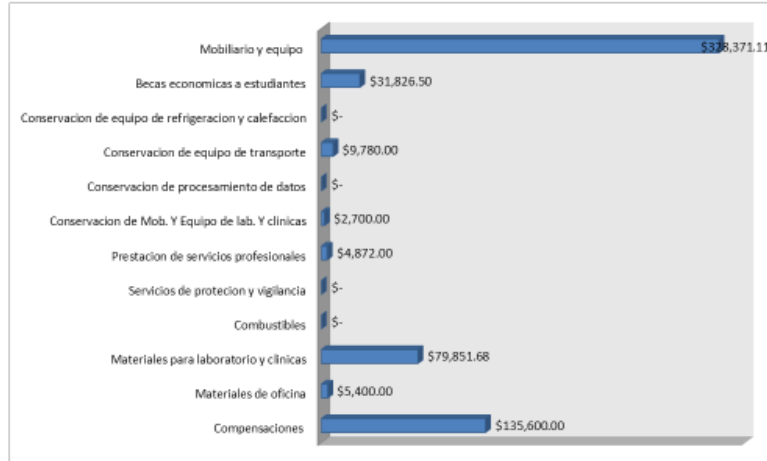 Mobiliario y equipo $328,371.11
Becas economicas a estudiantes $31,826.50
Conservacion de equipo de refrigeracion y calefaccion $-
Conservacion de equipo de transporte $9,780.00
Conservacion de procesamiento de datos $-
Conservacion de Mob. Y Equipo de lab. Y clinicas $2,700.00
Prestacion de servicios profesionales $4,872.00
Servicios de protecion y vigilancia $-
Combustibles $-
Materiales para laboratorio y clinicas $79,851.68
Materiales de oficina $5,400.00
Compensaciones $135,600.00